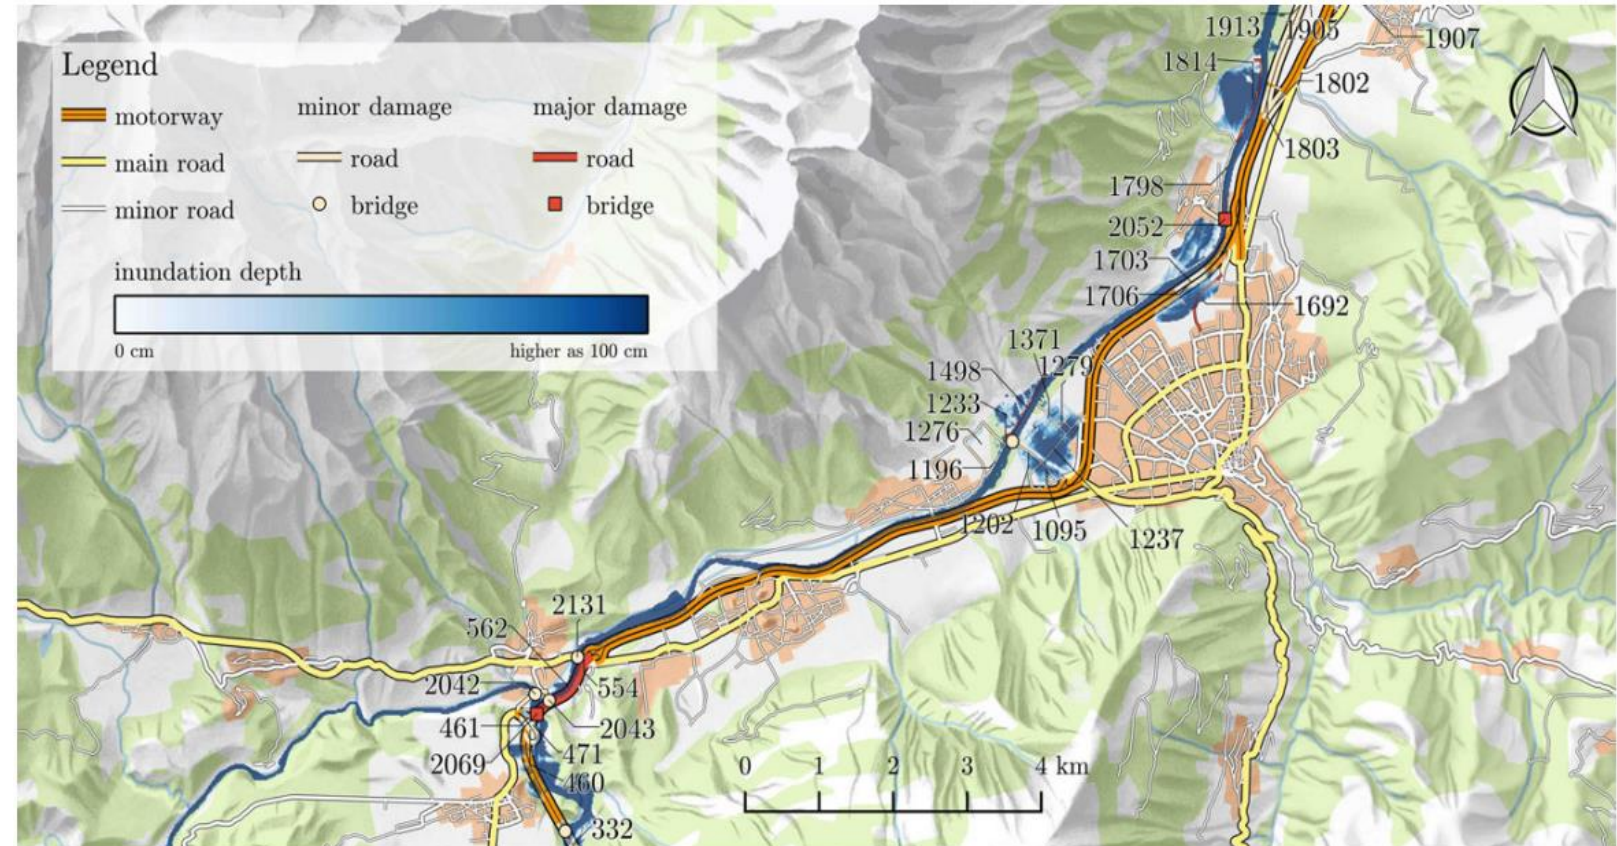 Legend
motorway
main road
minor road
minor damage
road
bridge
major damage
road
bridge
inundation depth
0 cm
higher as 100 cm
1913
1905
1907
1814
1802
1803
1798
2052
1703
1706
1692
1371
1279
1498
1233
1276
1196
1202
1095
1237
2131
562
2042
554
461
2043
471
2069
460
332
0 1 2 3 4 km